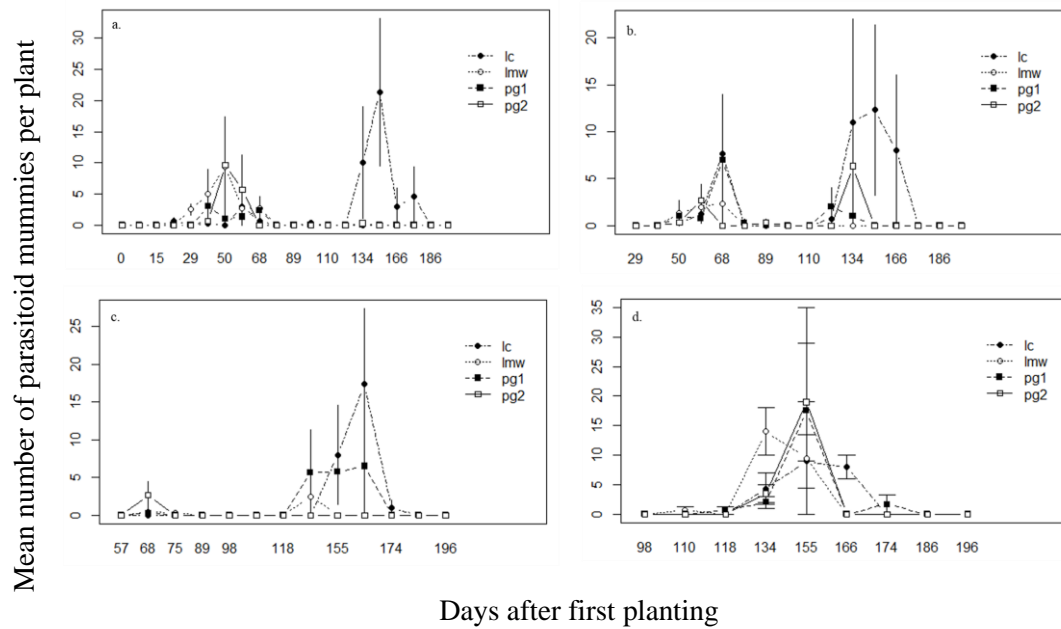 Mean number of parasitoid mummies per plant
a.
30
25
20
15
10
5
0
lc
lmw
pg1
pg2
0 15 29 50 68 89 110 134 166 186
b.
20
15
10
5
0
lc
lmw
pg1
pg2
29 50 68 89 110 134 166 186
c.
25
20
15
10
5
0
lc
lmw
pg1
pg2
57 68 75 89 98 118 155 174 196
d.
35
30
25
20
15
10
5
0
lc
lmw
pg1
pg2
98 110 118 134 155 166 174 186 196
Days after first planting